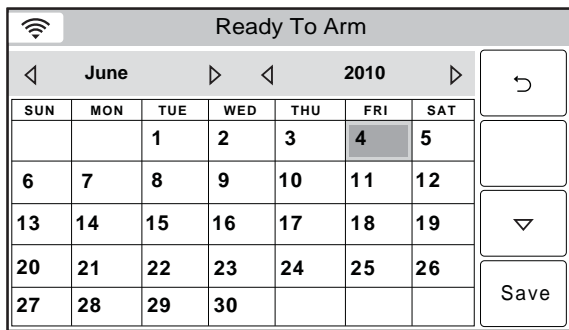 Ready To Arm
June 2010
SUN MON TUE WED THU FRI SAT
1 2 3 4 5
6 7 8 9 10 11 12
13 14 15 16 17 18 19
20 21 22 23 24 25 26
27 28 29 30
Save